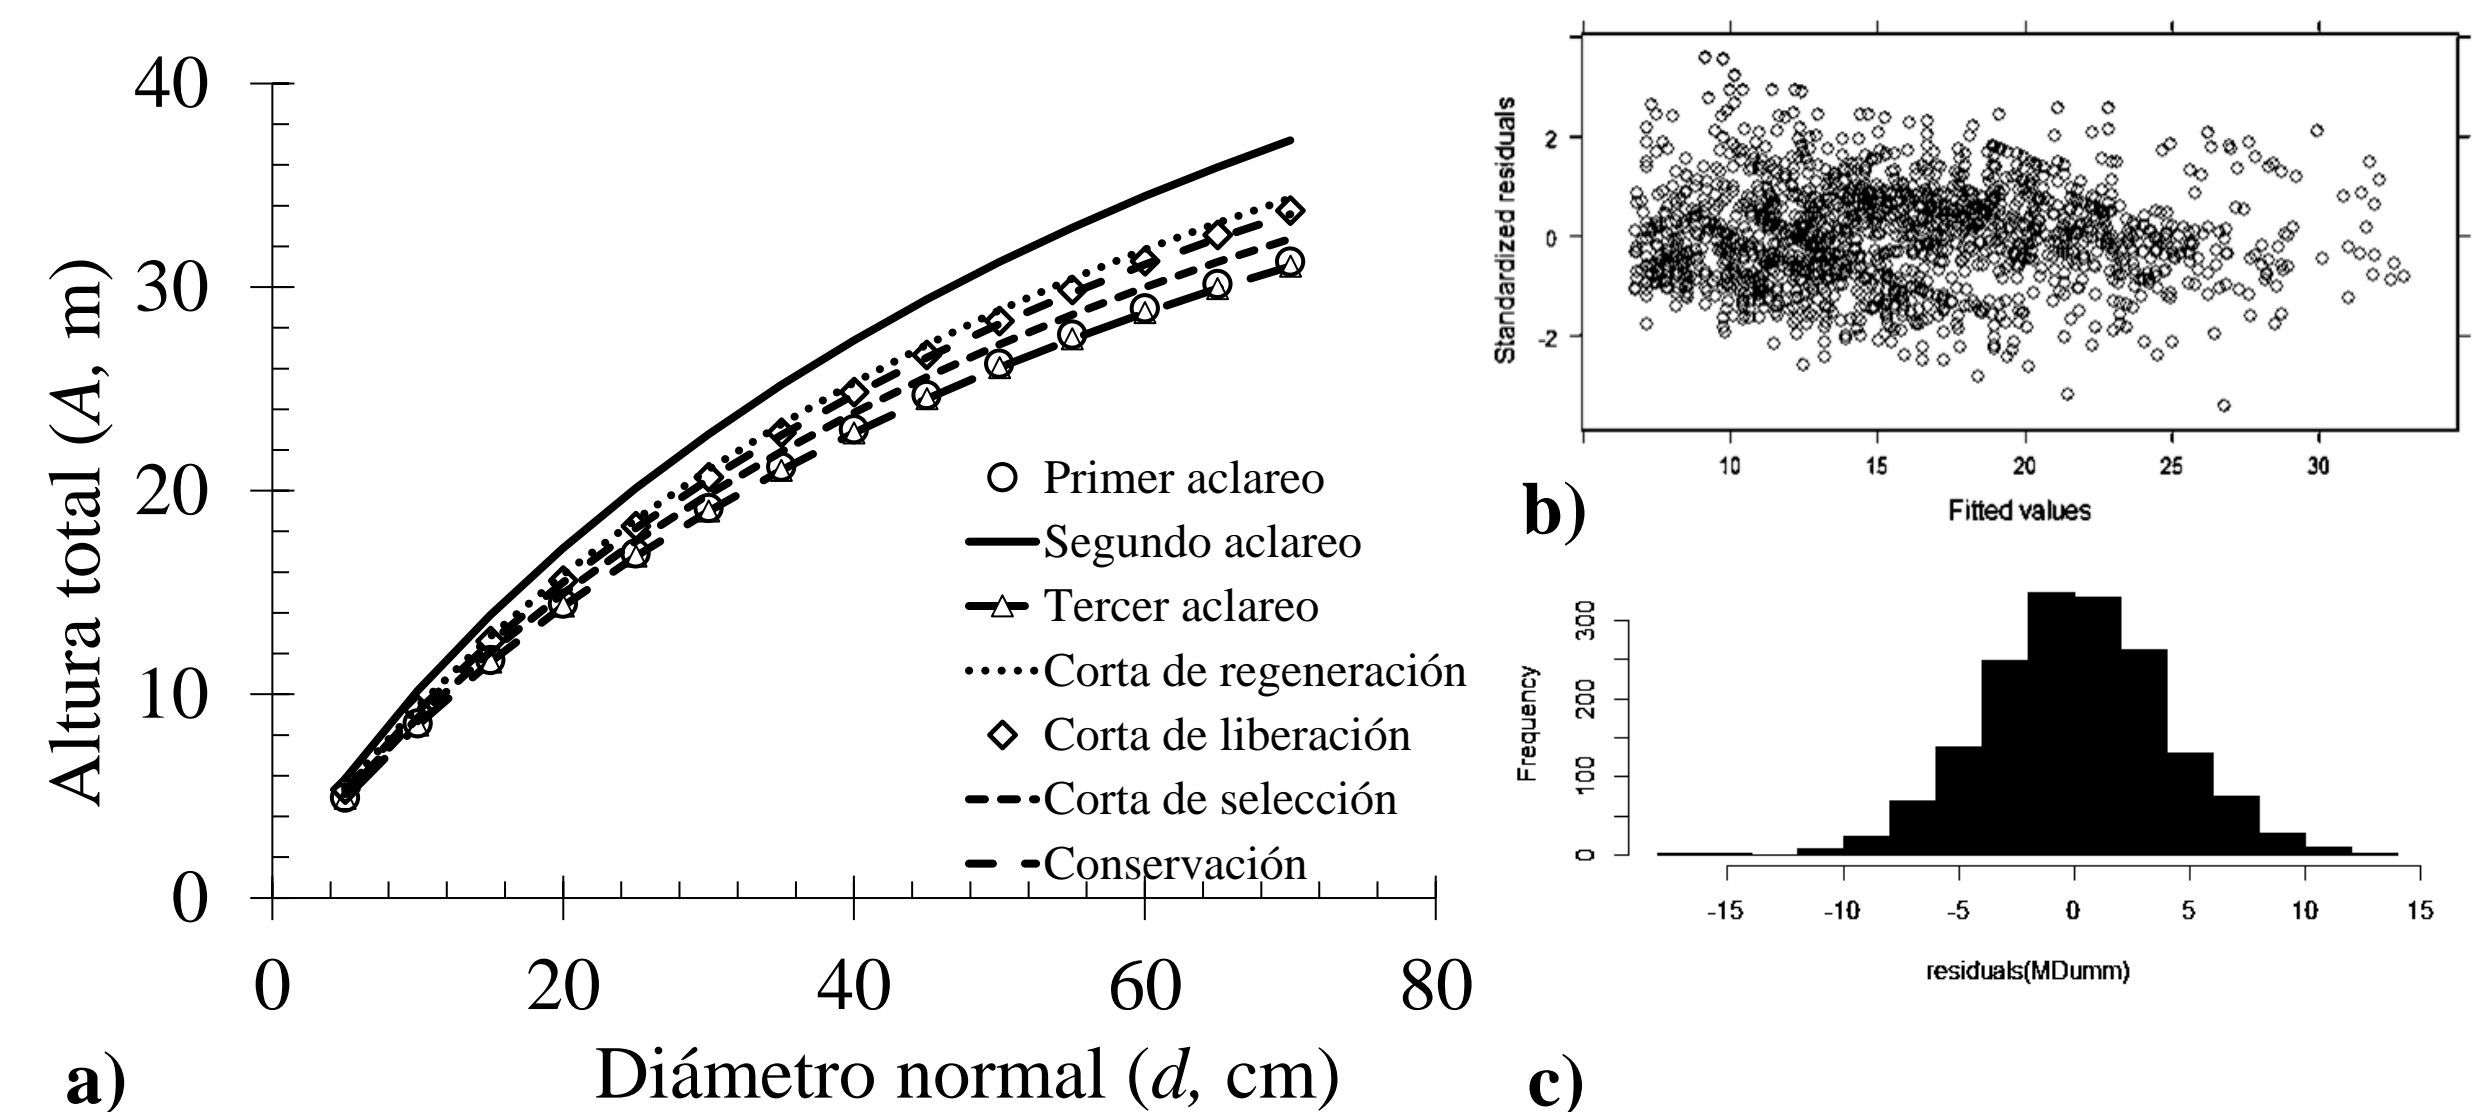 40
30
20
10
0
Altura total (A, m)
Primer aclareo
Segundo aclareo
Tercer aclareo
Corta de regeneración
Corta de liberación
Corta de selección
Conservación
0 20 40 60 80
Diámetro normal (d, cm)
a)
Standardized residuals
2
0
-2
10 15 20 25 30
Fitted values
b)
Frequency
300
200
100
0
-15 -10 -5 0 5 10 15
residuals(MDumm)
c)